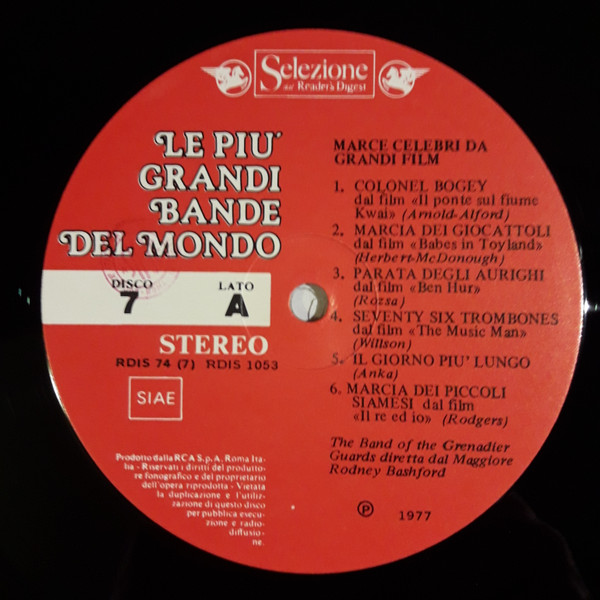 Selezione
dal Reader's Digest
LE PIU'
GRANDI
BANDE
DEL MONDO
DISCO
7
LATO
A
STEREO
RDIS 74 (7) RDIS 1053
SIAE
Prodotto dalla RCA S.p.A. Roma Ita-
lia - Riservati i diritti del produtto-
re fonografico e del proprietario
dell'opera riprodotta - Vietata
la duplicazione e l'utiliz-
zazione di questo disco
per pubblica esecu-
zione e radio-
diffusio-
ne.
MARCE CELEBRI DA
GRANDI FILM
1. COLONEL BOGEY
dal film «Il ponte sul fiume
Kwai» (Arnold-Alford)
2. MARCIA DEI GIOCATTOLI
dal film «Babes in Toyland»
(Herbert-McDonough)
3. PARATA DEGLI AURIGHI
dal film «Ben Hur»
(Rozsa)
4. SEVENTY SIX TROMBONES
dal film «The Music Man»
(Willson)
5. IL GIORNO PIU' LUNGO
(Anka)
6. MARCIA DEI PICCOLI
SIAMESI dal film
«Il re ed io» (Rodgers)
The Band of the Grenadier
Guards diretta dal Maggiore
Rodney Bashford
℗ 1977